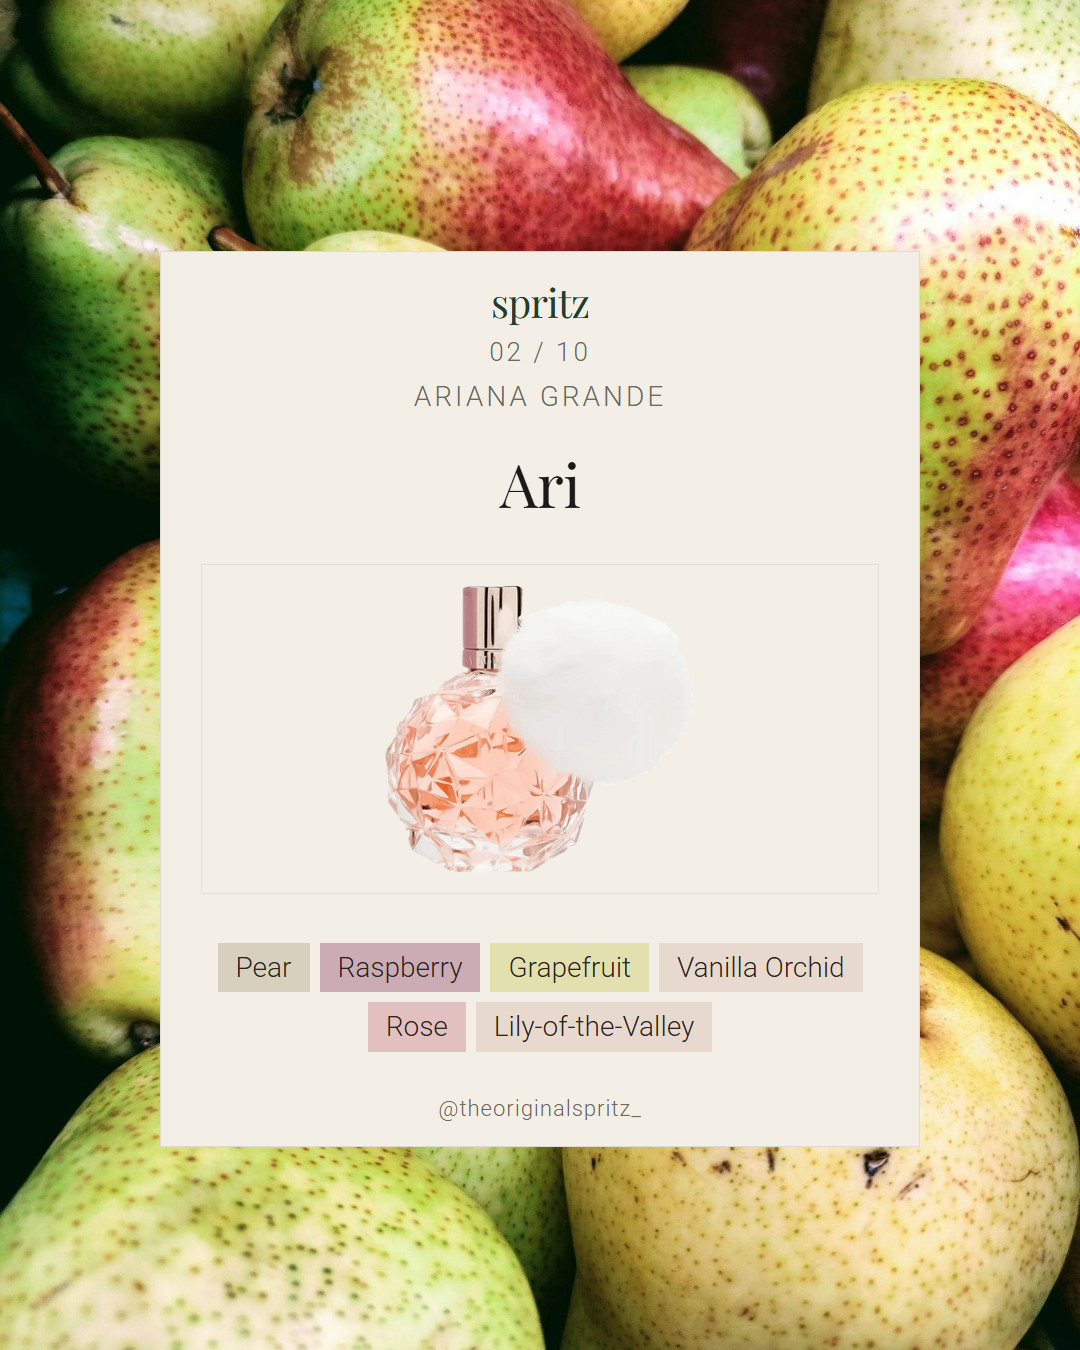 spritz
02 / 10
ARIANA GRANDE
Ari
Pear Raspberry Grapefruit Vanilla Orchid
Rose Lily-of-the-Valley
@theoriginalspritz_